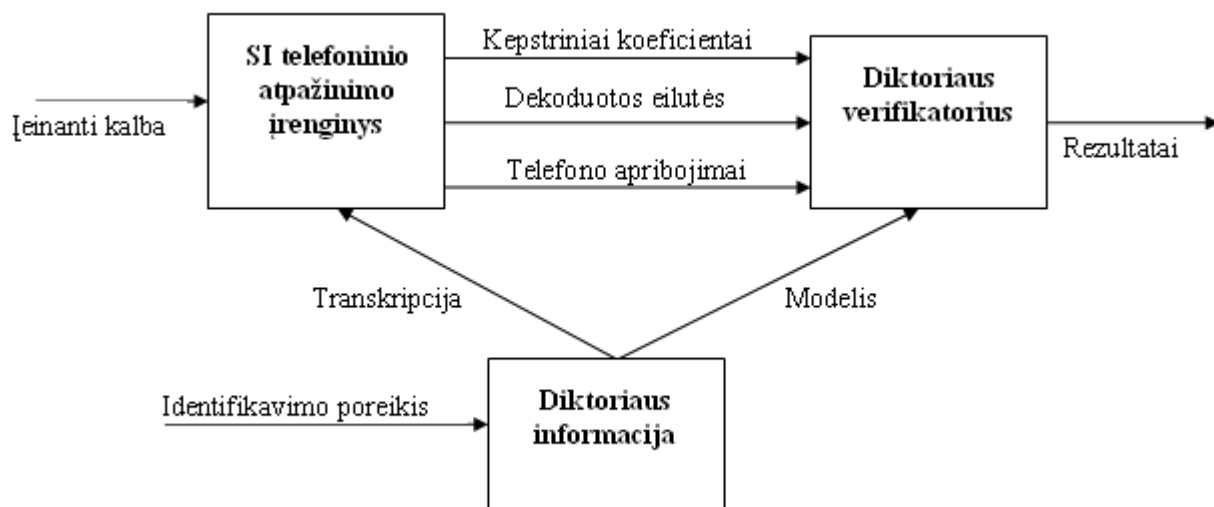 SI telefoninio
atpažinimo
įrenginys
Įeinanti kalba
Kepstriniai koeficientai
Dekoduotos eilutės
Telefono apribojimai
Diktoriaus
verifikatorius
Rezultatai
Transkripcija
Modelis
Identifikavimo poreikis
Diktoriaus
informacija